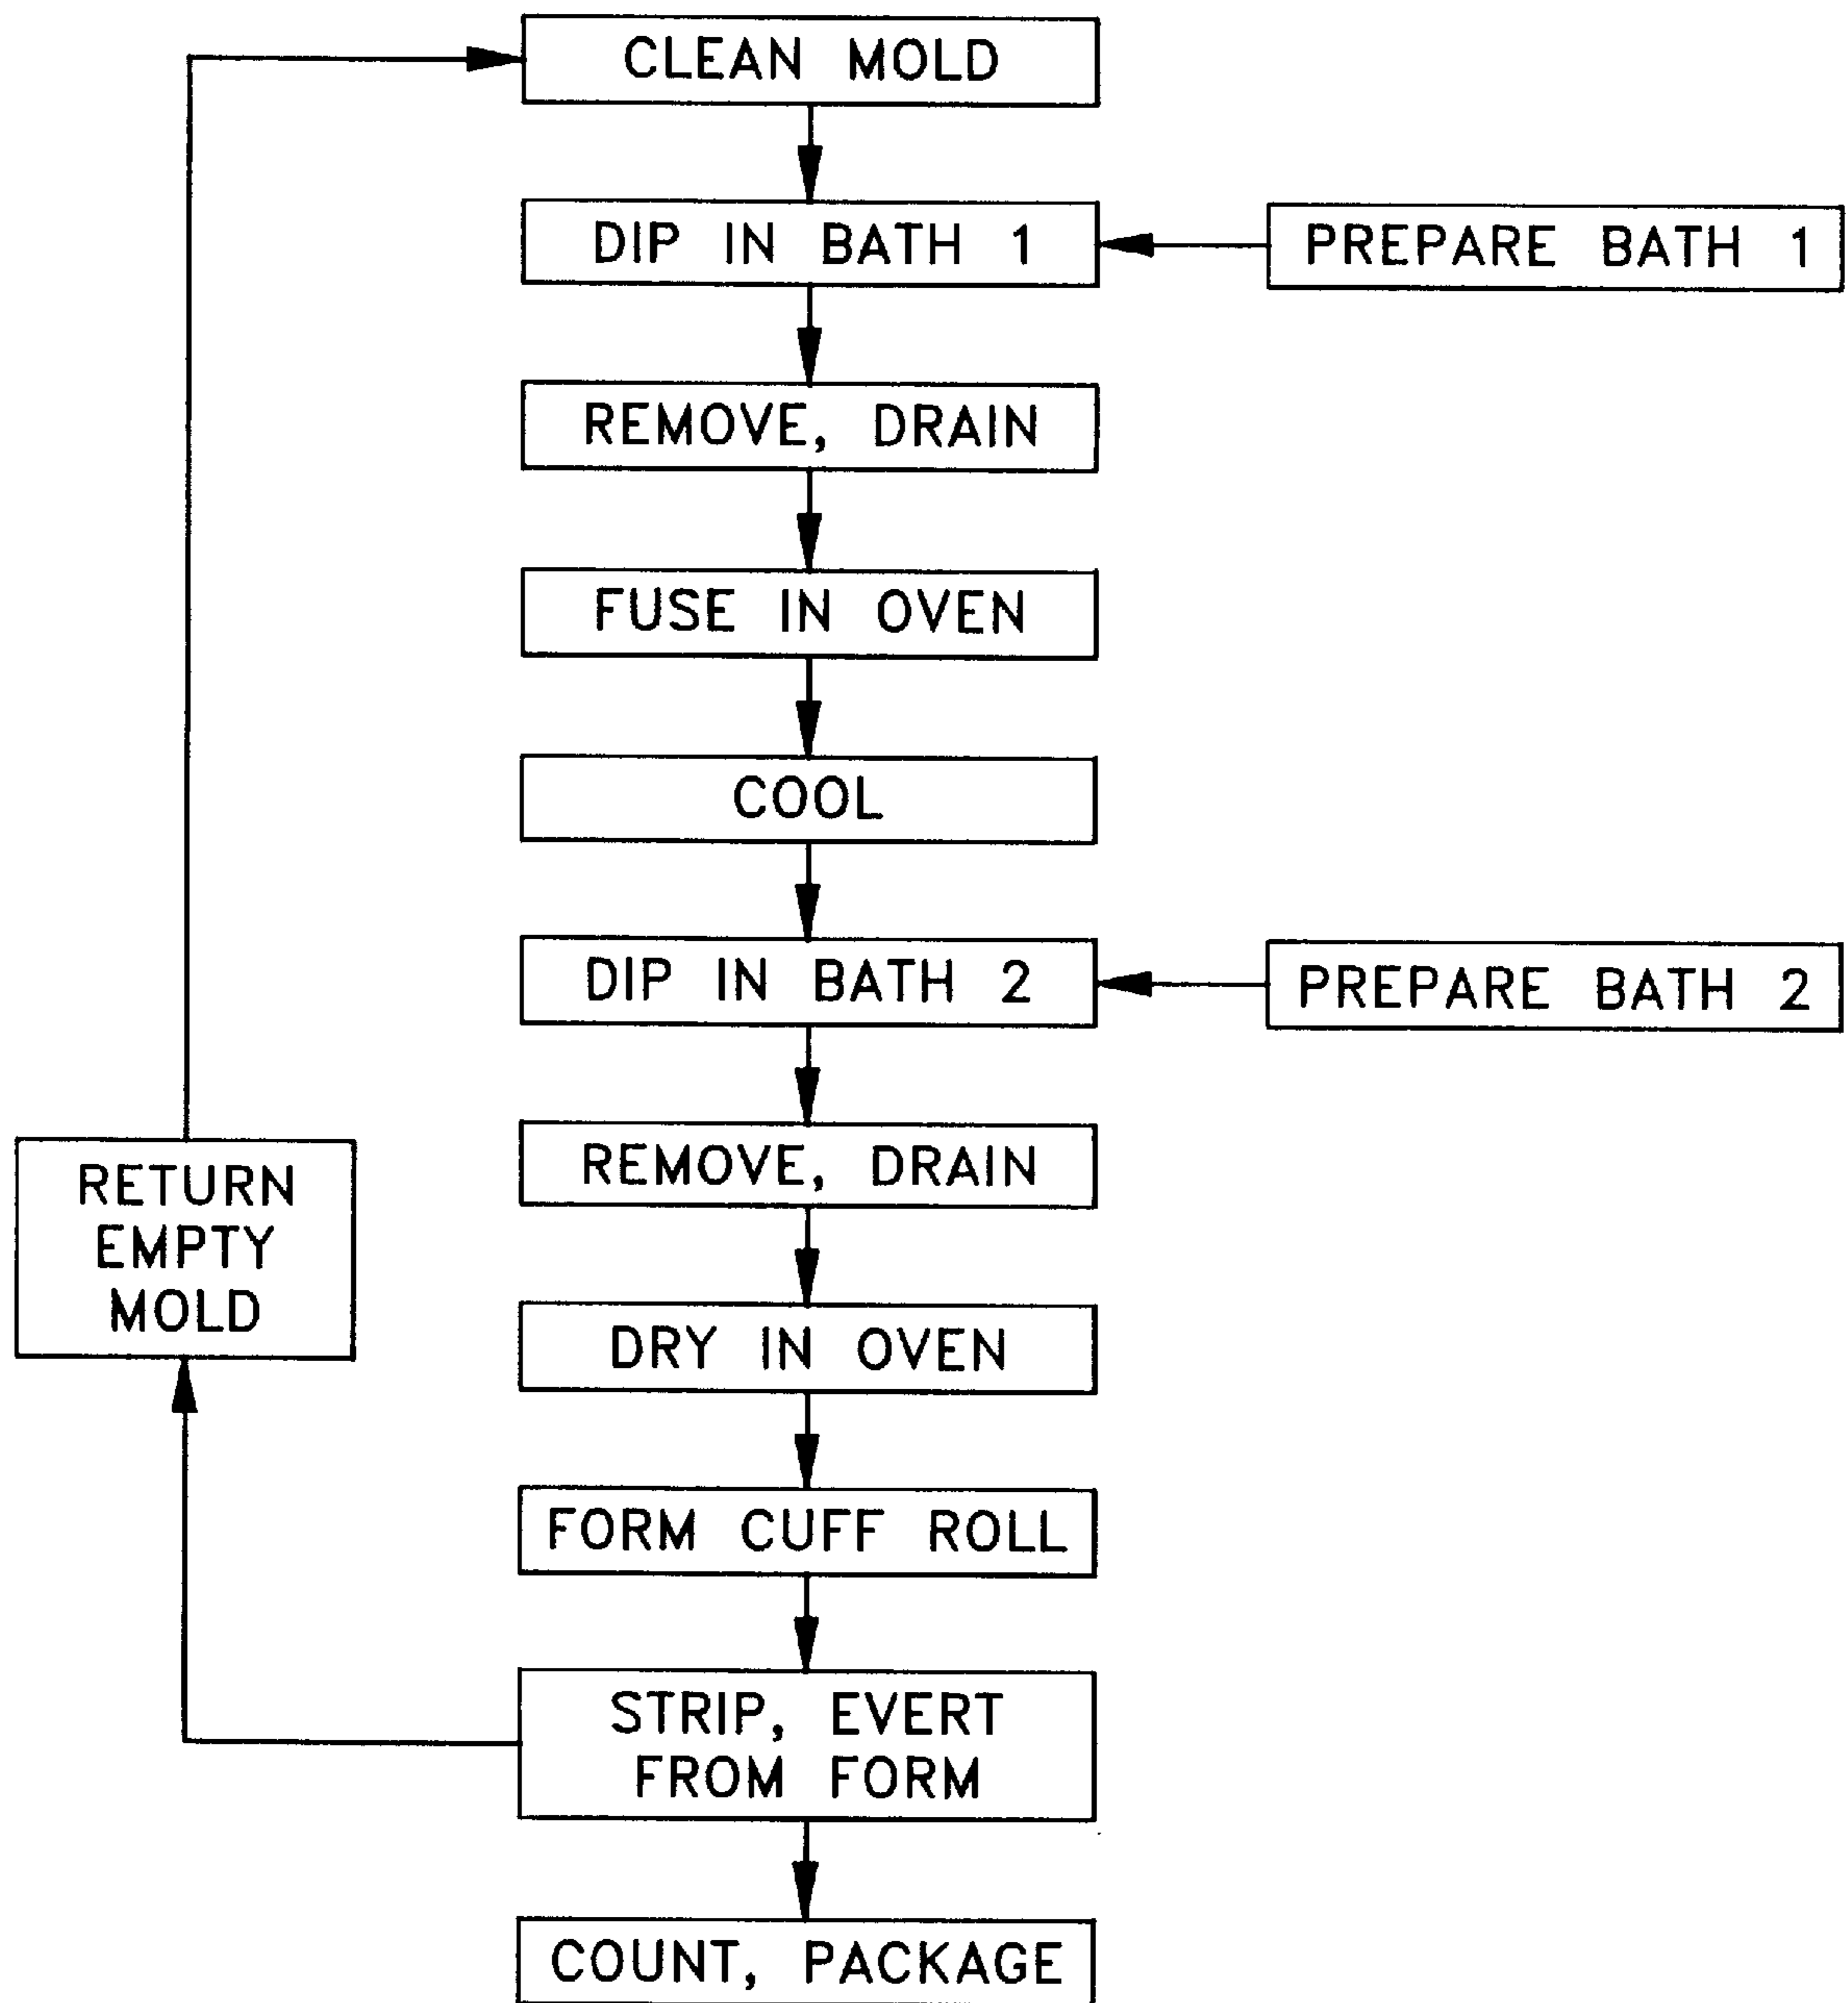 CLEAN MOLD
DIP IN BATH 1
PREPARE BATH 1
REMOVE, DRAIN
FUSE IN OVEN
COOL
DIP IN BATH 2
PREPARE BATH 2
REMOVE, DRAIN
RETURN
EMPTY
MOLD
DRY IN OVEN
FORM CUFF ROLL
STRIP, EVERT
FROM FORM
COUNT, PACKAGE